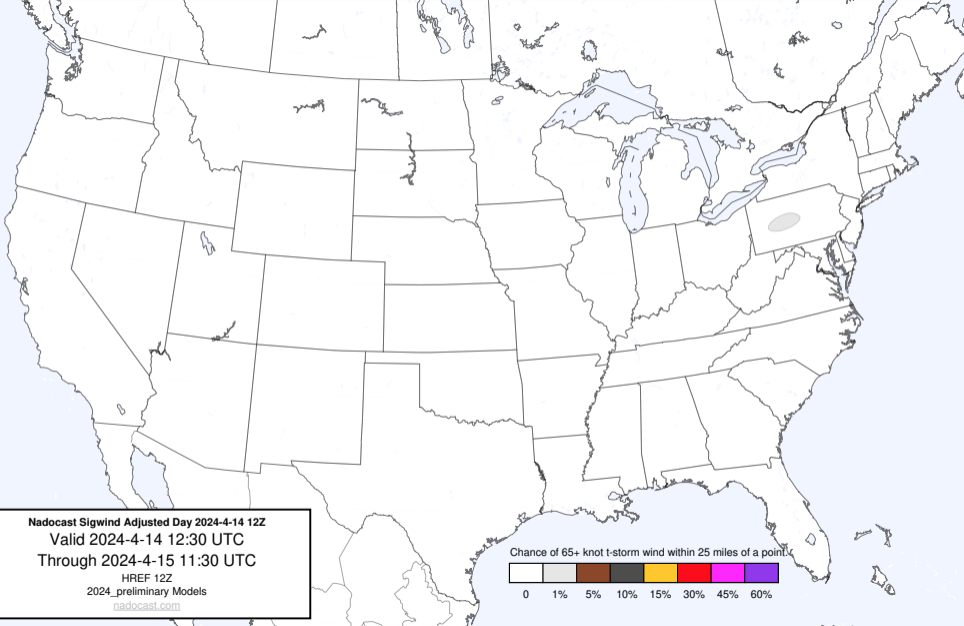 Nadocast Sigwind Adjusted Day 2024-4-14 12Z
Valid 2024-4-14 12:30 UTC
Through 2024-4-15 11:30 UTC
HREF 12Z
2024_preliminary Models
nadocast.com
Chance of 65+ knot t-storm wind within 25 miles of a point.
0 1% 5% 10% 15% 30% 45% 60%